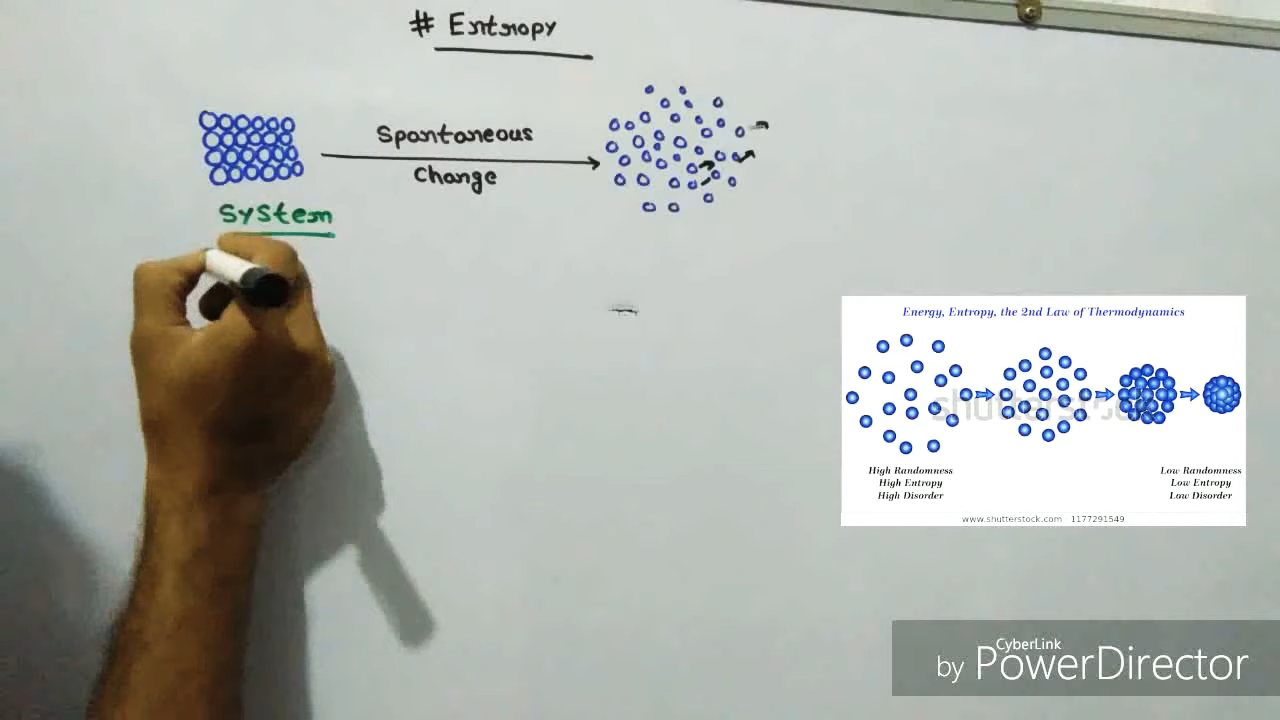 # Entropy
Spontaneous
Change
System
Energy, Entropy, the 2nd Law of Thermodynamics
shutterstock
High Randomness
High Entropy
High Disorder
Low Randomness
Low Entropy
Low Disorder
www.shutterstock.com · 1177291549
CyberLink
by PowerDirector